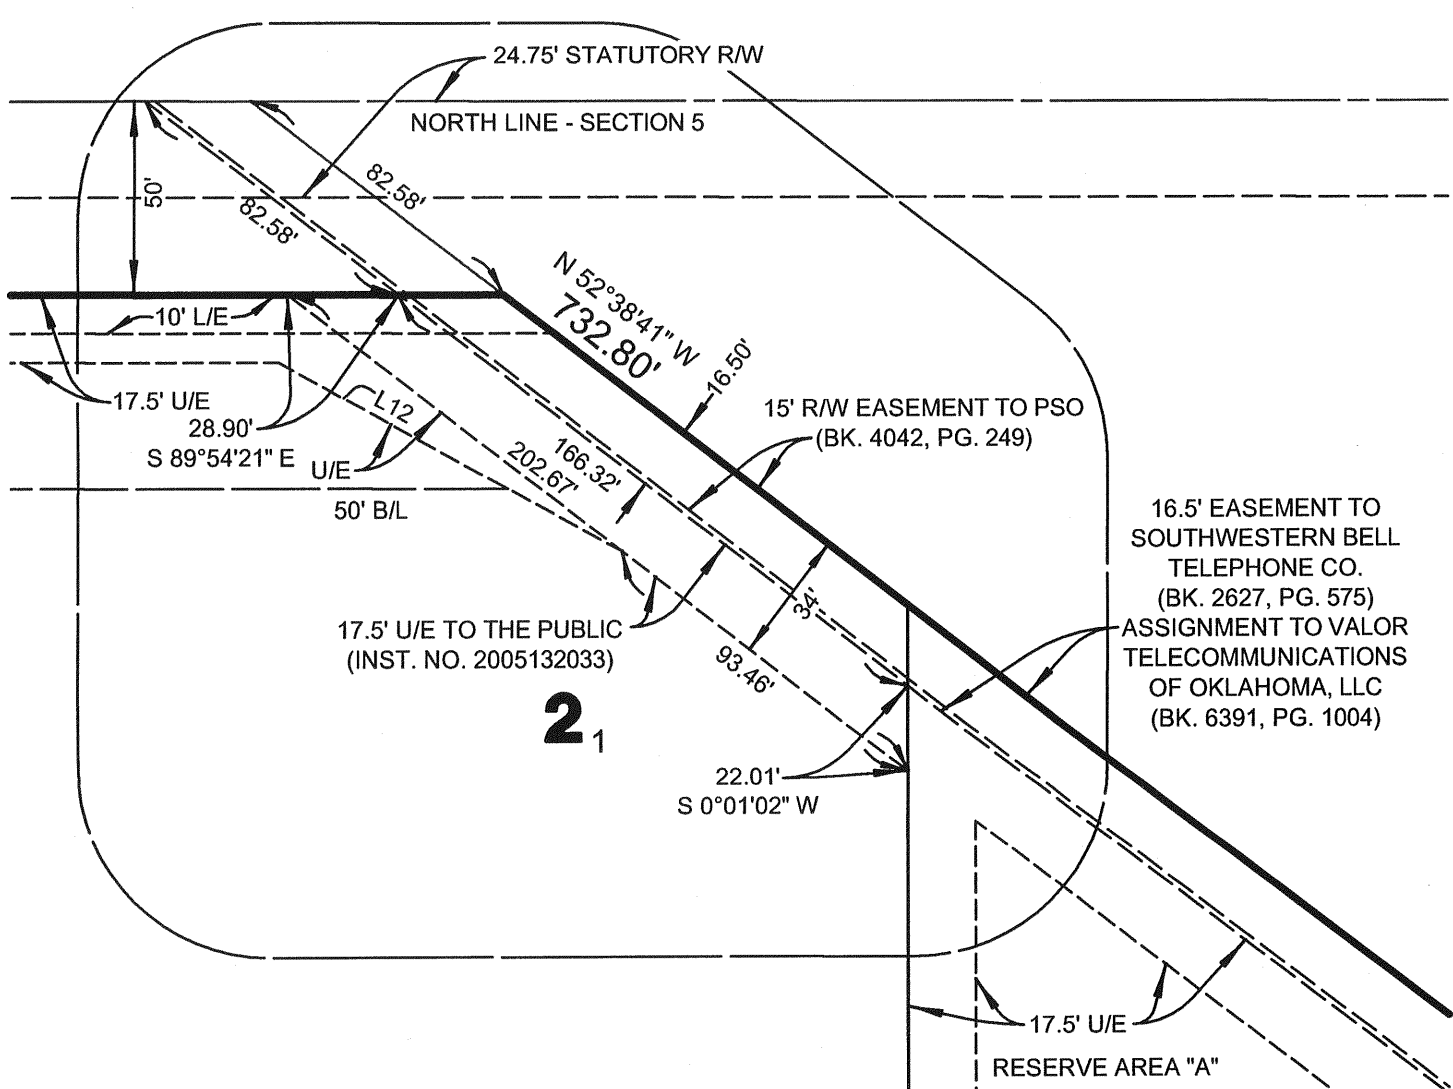 24.75' STATUTORY R/W
NORTH LINE - SECTION 5
50'
82.58'
82.58'
N 52°38'41" W
732.80'
10' L/E
16.50'
17.5' U/E
L12
15' R/W EASEMENT TO PSO
(BK. 4042, PG. 249)
28.90'
S 89°54'21" E
U/E
166.32'
202.67'
50' B/L
16.5' EASEMENT TO
SOUTHWESTERN BELL
TELEPHONE CO.
(BK. 2627, PG. 575)
ASSIGNMENT TO VALOR
TELECOMMUNICATIONS
OF OKLAHOMA, LLC
(BK. 6391, PG. 1004)
34'
17.5' U/E TO THE PUBLIC
(INST. NO. 2005132033)
93.46'
2 1
22.01'
S 0°01'02" W
17.5' U/E
RESERVE AREA "A"